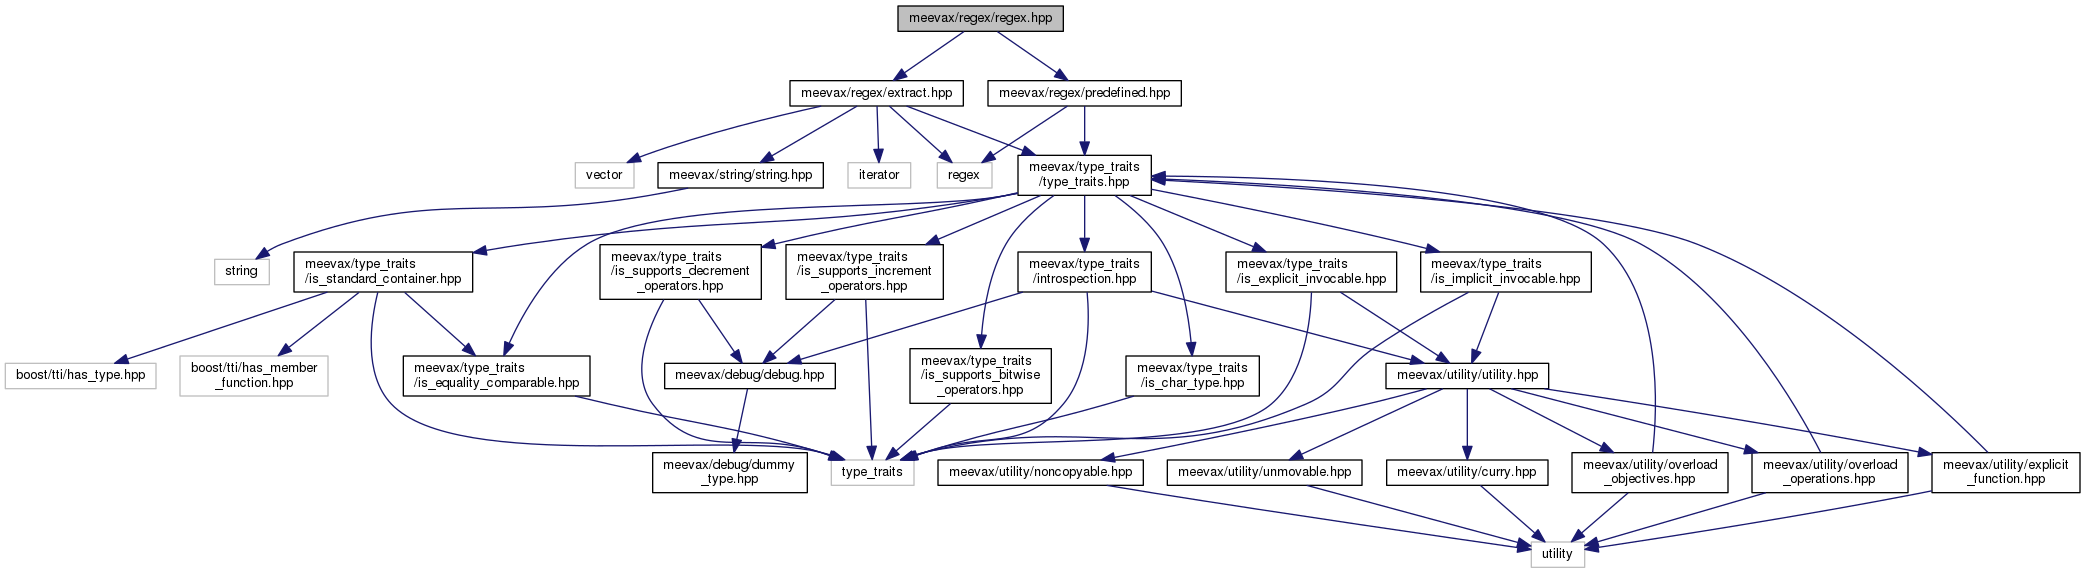 meevax/regex/regex.hpp
meevax/regex/extract.hpp
meevax/regex/predefined.hpp
vector
meevax/string/string.hpp
iterator
regex
meevax/type_traits
/type_traits.hpp
string
meevax/type_traits
/is_standard_container.hpp
meevax/type_traits
/is_supports_decrement
_operators.hpp
meevax/type_traits
/is_supports_increment
_operators.hpp
meevax/type_traits
/introspection.hpp
meevax/type_traits
/is_explicit_invocable.hpp
meevax/type_traits
/is_implicit_invocable.hpp
boost/tti/has_type.hpp
boost/tti/has_member
_function.hpp
meevax/type_traits
/is_equality_comparable.hpp
meevax/debug/debug.hpp
meevax/type_traits
/is_supports_bitwise
_operators.hpp
meevax/type_traits
/is_char_type.hpp
meevax/utility/utility.hpp
meevax/debug/dummy
_type.hpp
type_traits
meevax/utility/noncopyable.hpp
meevax/utility/unmovable.hpp
meevax/utility/curry.hpp
meevax/utility/overload
_objectives.hpp
meevax/utility/overload
_operations.hpp
meevax/utility/explicit
_function.hpp
utility